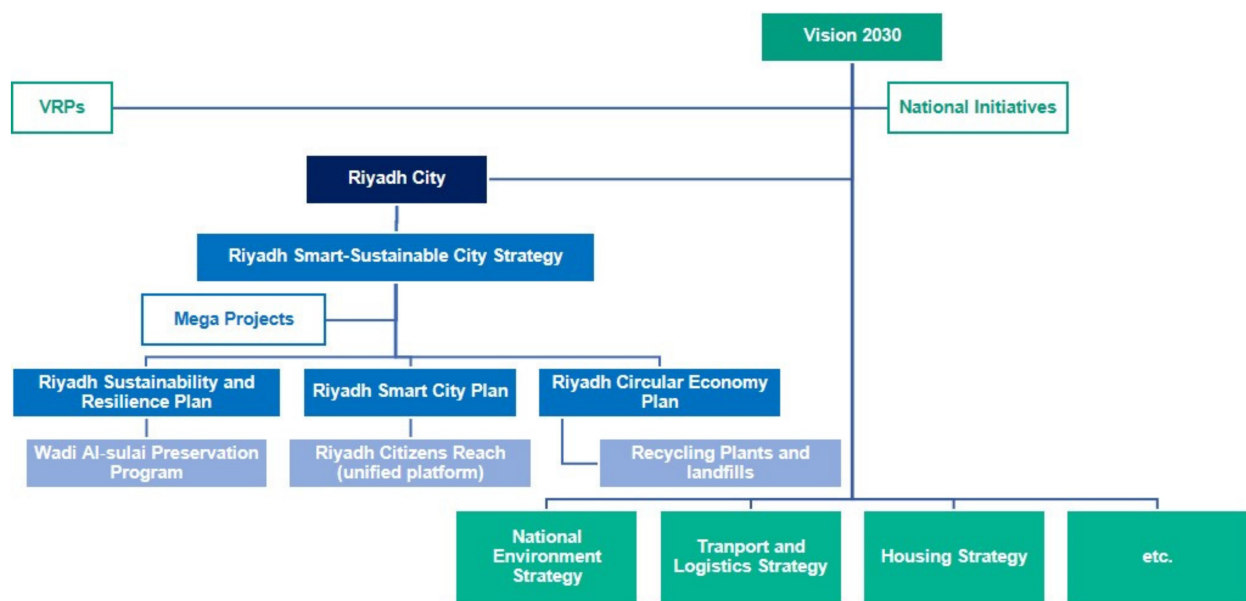 Vision 2030
VRPs
National Initiatives
Riyadh City
Riyadh Smart-Sustainable City Strategy
Mega Projects
Riyadh Sustainability and
Resilience Plan
Riyadh Smart City Plan
Riyadh Circular Economy
Plan
Wadi Al-sulai Preservation
Program
Riyadh Citizens Reach
(unified platform)
Recycling Plants and
landfills
National
Environment
Strategy
Tranport and
Logistics Strategy
Housing Strategy
etc.